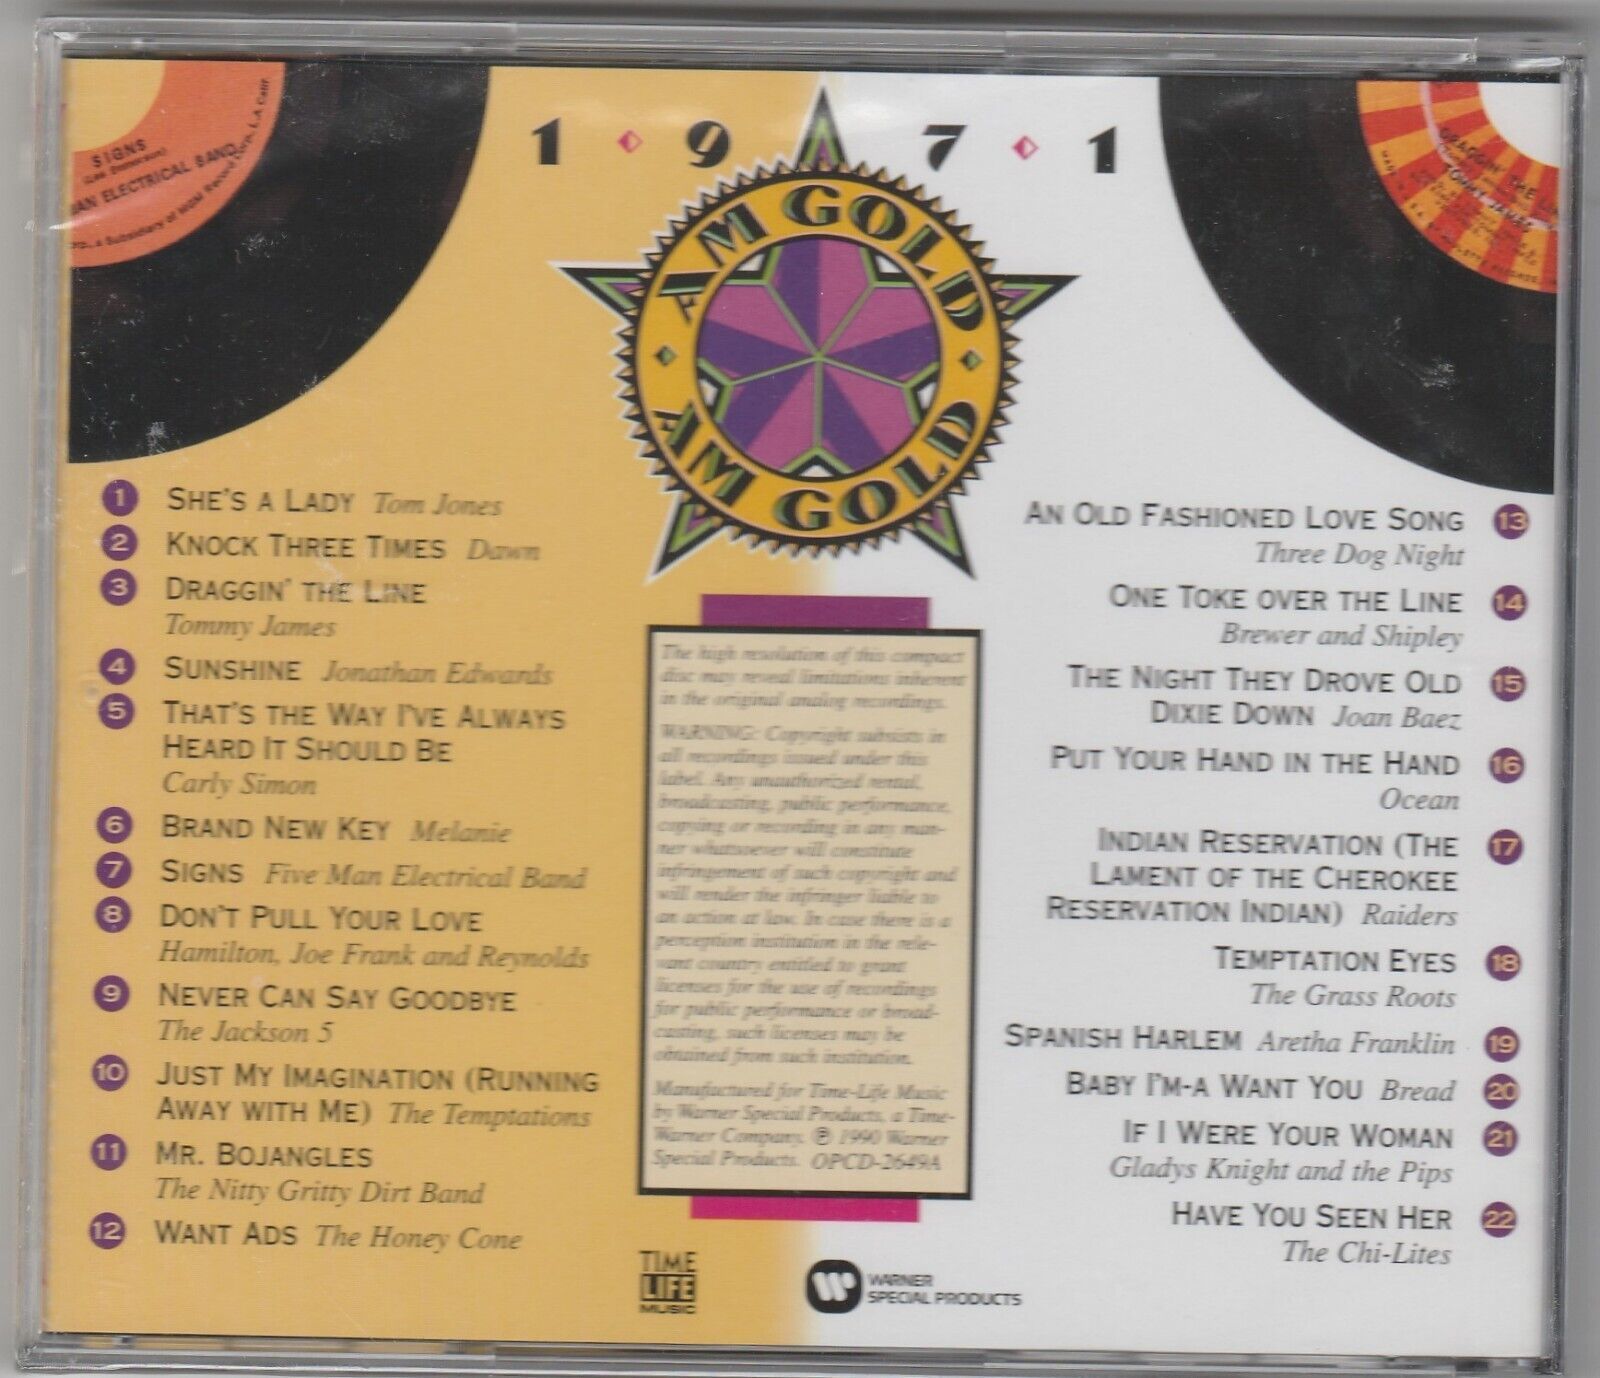 SIGNS
(Les Emmerson)
MAN ELECTRICAL BAND
a Subsidiary of MGM Record Corp., L.A. Calif.
DRAGGIN' THE LI
TOMMY JAMES
1 9 7 1
AM GOLD
AM GOLD
1 SHE'S A LADY Tom Jones
2 KNOCK THREE TIMES Dawn
3 DRAGGIN' THE LINE
Tommy James
4 SUNSHINE Jonathan Edwards
5 THAT'S THE WAY I'VE ALWAYS
HEARD IT SHOULD BE
Carly Simon
6 BRAND NEW KEY Melanie
7 SIGNS Five Man Electrical Band
8 DON'T PULL YOUR LOVE
Hamilton, Joe Frank and Reynolds
9 NEVER CAN SAY GOODBYE
The Jackson 5
10 JUST MY IMAGINATION (RUNNING
AWAY WITH ME) The Temptations
11 MR. BOJANGLES
The Nitty Gritty Dirt Band
12 WANT ADS The Honey Cone
The high resolution of this compact
disc may reveal limitations inherent
in the original analog recordings.
WARNING: Copyright subsists in
all recordings issued under this
label. Any unauthorized rental,
broadcasting, public performance,
copying or recording in any man-
ner whatsoever will constitute
infringement of such copyright and
will render the infringer liable to
an action at law. In case there is a
perception institution in the rele-
vant country entitled to grant
licenses for the use of recordings
for public performance or broad-
casting, such licenses may be
obtained from such institution.
Manufactured for Time-Life Music
by Warner Special Products, a Time-
Warner Company. ℗ 1990 Warner
Special Products. OPCD-2649A
AN OLD FASHIONED LOVE SONG 13
Three Dog Night
ONE TOKE OVER THE LINE 14
Brewer and Shipley
THE NIGHT THEY DROVE OLD 15
DIXIE DOWN Joan Baez
PUT YOUR HAND IN THE HAND 16
Ocean
INDIAN RESERVATION (THE 17
LAMENT OF THE CHEROKEE
RESERVATION INDIAN) Raiders
TEMPTATION EYES 18
The Grass Roots
SPANISH HARLEM Aretha Franklin 19
BABY I'M-A WANT YOU Bread 20
IF I WERE YOUR WOMAN 21
Gladys Knight and the Pips
HAVE YOU SEEN HER 22
The Chi-Lites
TIME
LIFE
MUSIC
WARNER
SPECIAL PRODUCTS